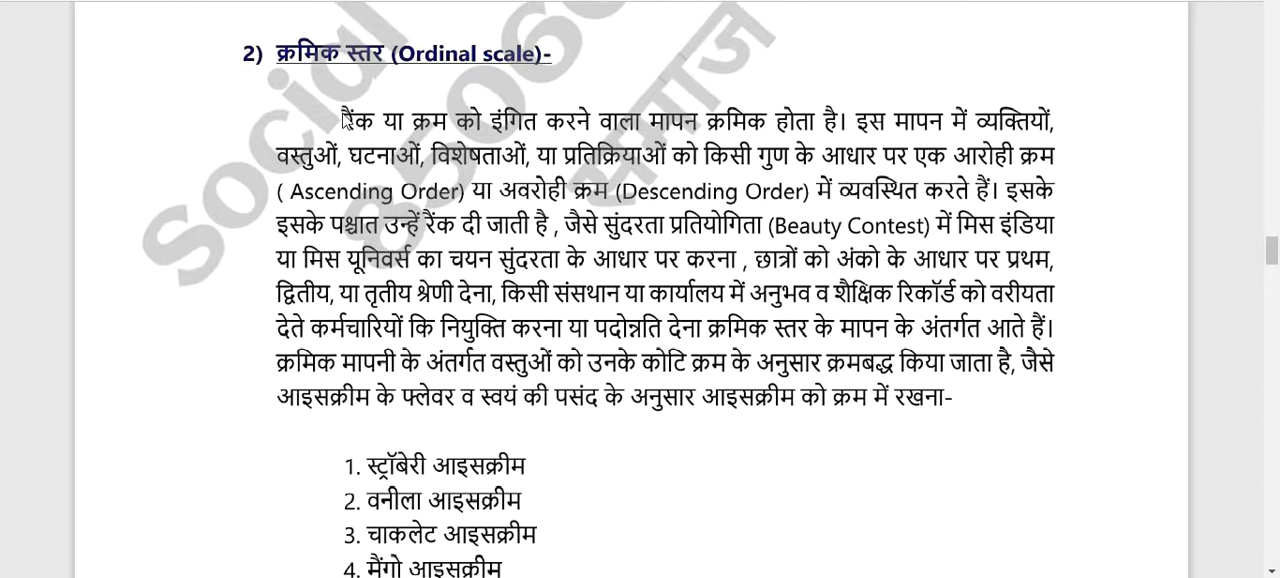 2) क्रमिक स्तर (Ordinal scale)-
रैंक या क्रम को इंगित करने वाला मापन क्रमिक होता है। इस मापन में व्यक्तियों,
वस्तुओं, घटनाओं, विशेषताओं, या प्रतिक्रियाओं को किसी गुण के आधार पर एक आरोही क्रम
( Ascending Order) या अवरोही क्रम (Descending Order) में व्यवस्थित करते हैं। इसके
इसके पश्चात उन्हें रैंक दी जाती है , जैसे सुंदरता प्रतियोगिता (Beauty Contest) में मिस इंडिया
या मिस यूनिवर्स का चयन सुंदरता के आधार पर करना , छात्रों को अंको के आधार पर प्रथम,
द्वितीय, या तृतीय श्रेणी देना, किसी संसथान या कार्यालय में अनुभव व शैक्षिक रिकॉर्ड को वरीयता
देते कर्मचारियों कि नियुक्ति करना या पदोन्नति देना क्रमिक स्तर के मापन के अंतर्गत आते हैं।
क्रमिक मापनी के अंतर्गत वस्तुओं को उनके कोटि क्रम के अनुसार क्रमबद्ध किया जाता है, जैसे
आइसक्रीम के फ्लेवर व स्वयं की पसंद के अनुसार आइसक्रीम को क्रम में रखना-
1. स्ट्रॉबेरी आइसक्रीम
2. वनीला आइसक्रीम
3. चाकलेट आइसक्रीम
4. मैंगो आइसक्रीम
Social
8506
समाज